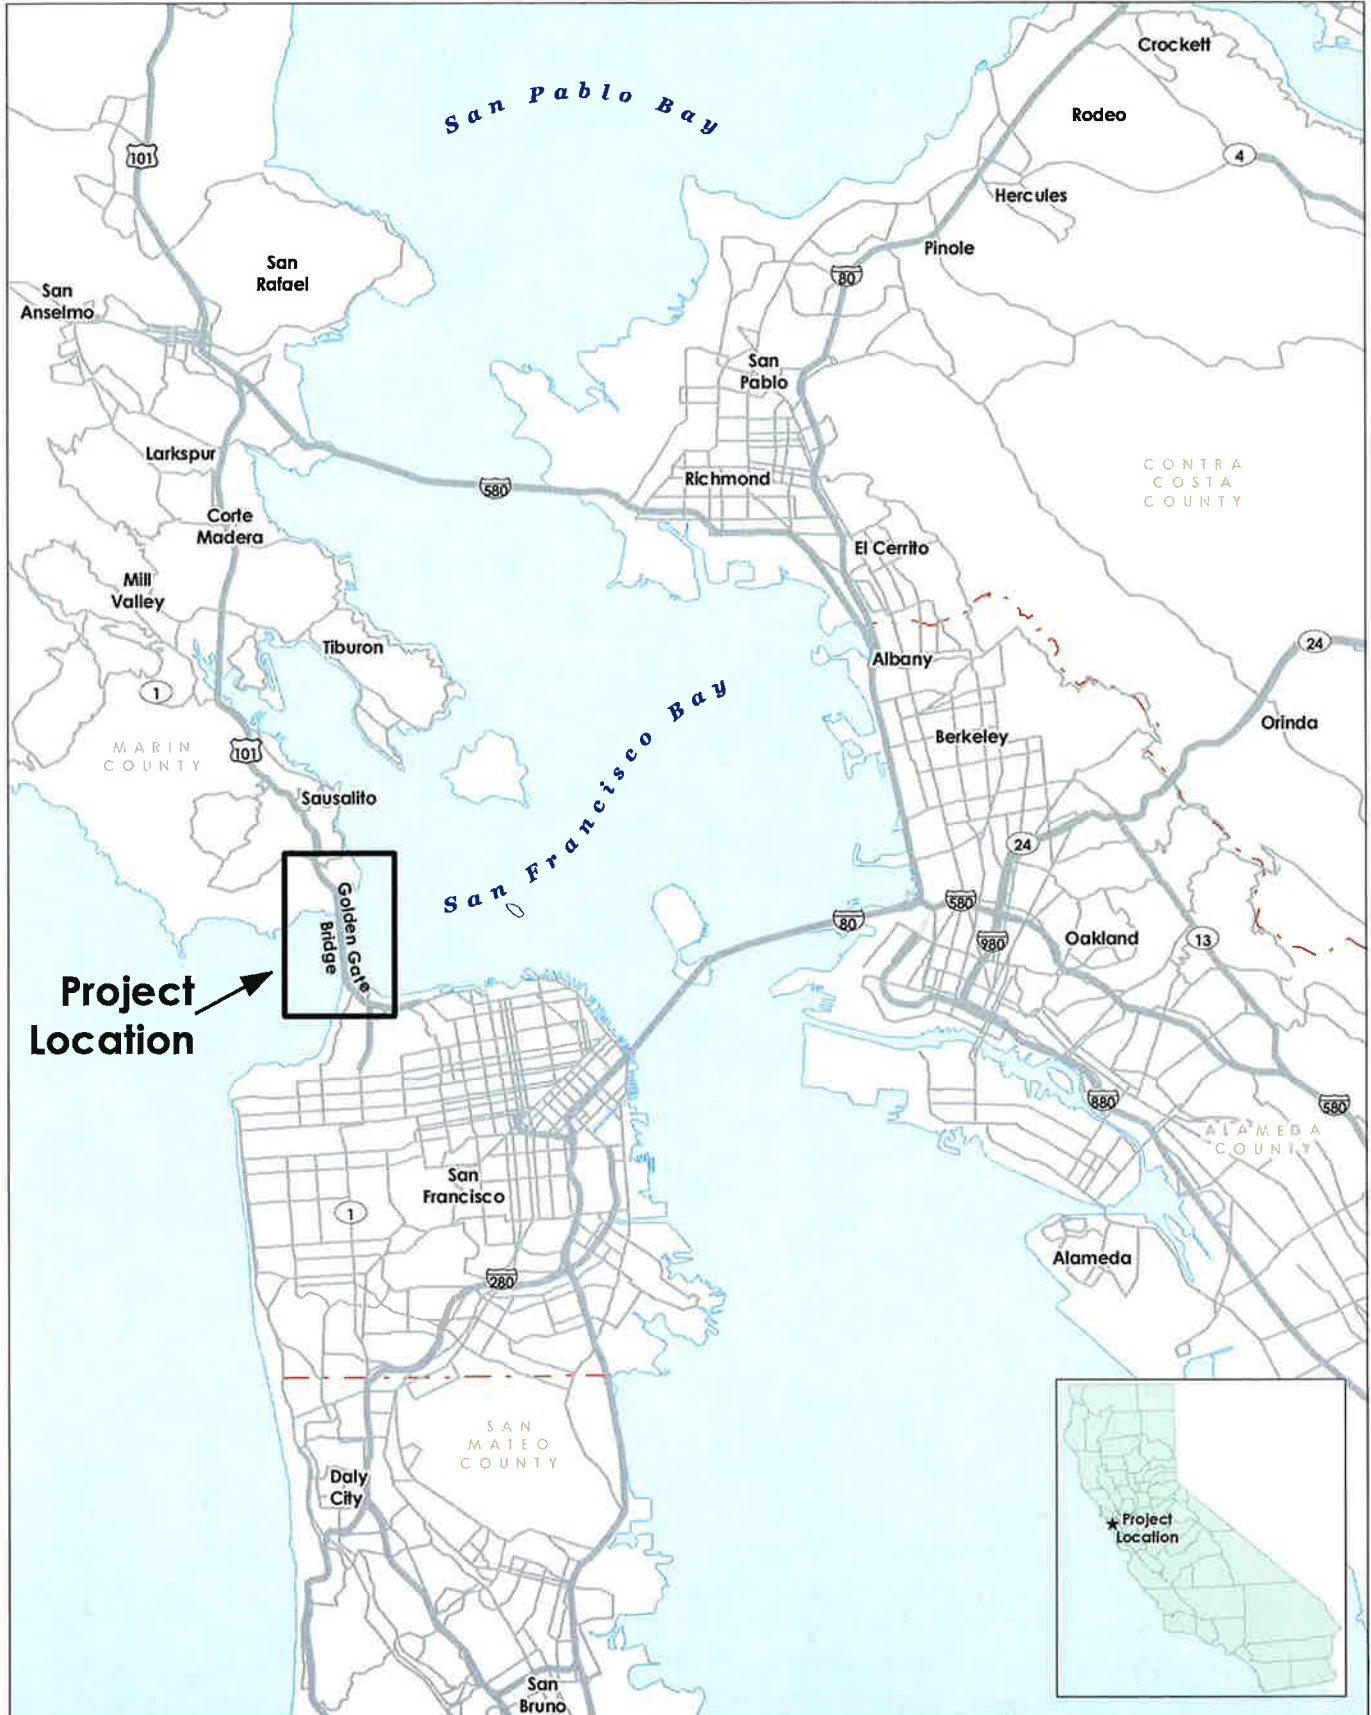 Crockett
San Pablo Bay
Rodeo
101
4
Hercules
Pinole
San
Rafael
80
San
Anselmo
San
Pablo
Larkspur
CONTRA
COSTA
COUNTY
Richmond
580
Corte
Madera
El Cerrito
Mill
Valley
Tiburon
24
Albany
1
San Francisco Bay
Orinda
MARIN
COUNTY
101
Berkeley
Sausalito
24
Golden Gate
Bridge
580
80
980
Oakland
13
Project
Location
880
580
ALAMEDA
COUNTY
San
Francisco
1
Alameda
280
SAN
MATEO
COUNTY
Daly
City
Project
Location
San
Bruno